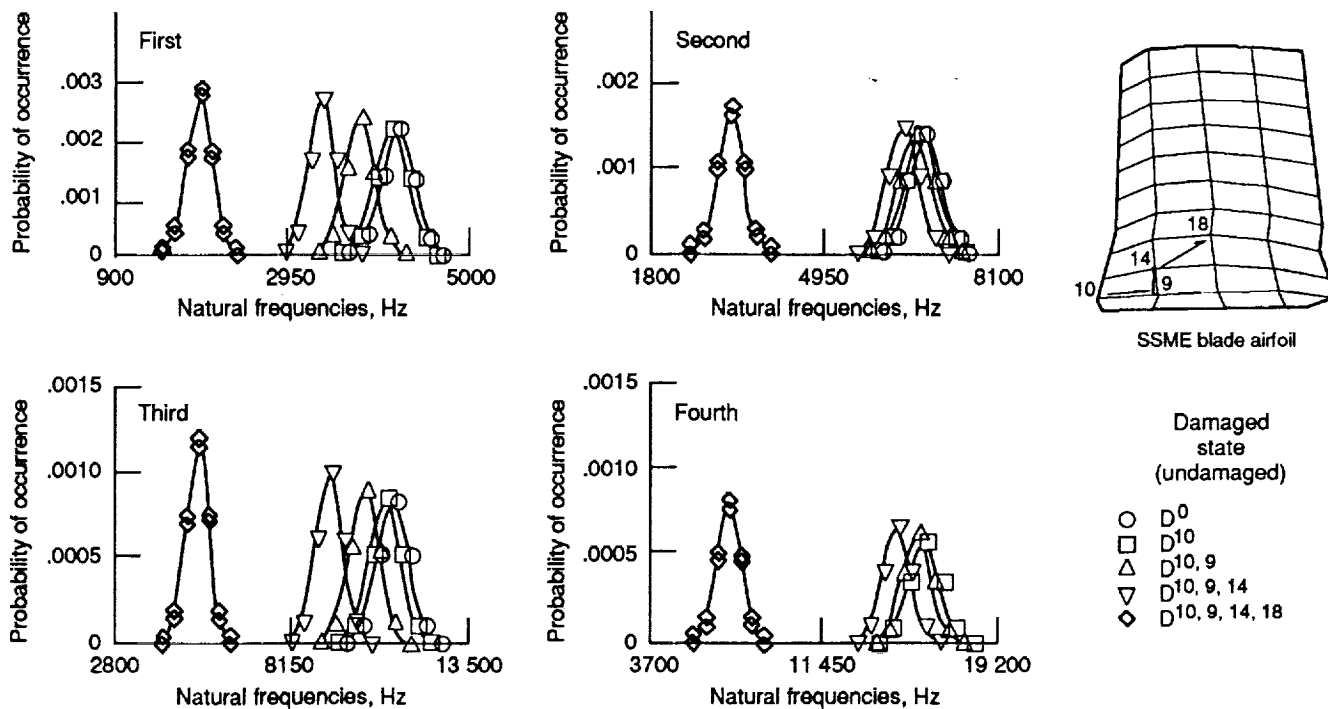 First
Probability of occurrence
.003
.002
.001
0
900
2950
5000
Natural frequencies, Hz
Second
Probability of occurrence
.002
.001
0
1800
4950
8100
Natural frequencies, Hz
18
14
10
9
SSME blade airfoil
Third
Probability of occurrence
.0015
.0010
.0005
0
2800
8150
13 500
Natural frequencies, Hz
Fourth
Probability of occurrence
.0015
.0010
.0005
0
3700
11 450
19 200
Natural frequencies, Hz
Damaged
state
(undamaged)
D⁰
D¹⁰
D¹⁰, ⁹
D¹⁰, ⁹, ¹⁴
D¹⁰, ⁹, ¹⁴, ¹⁸